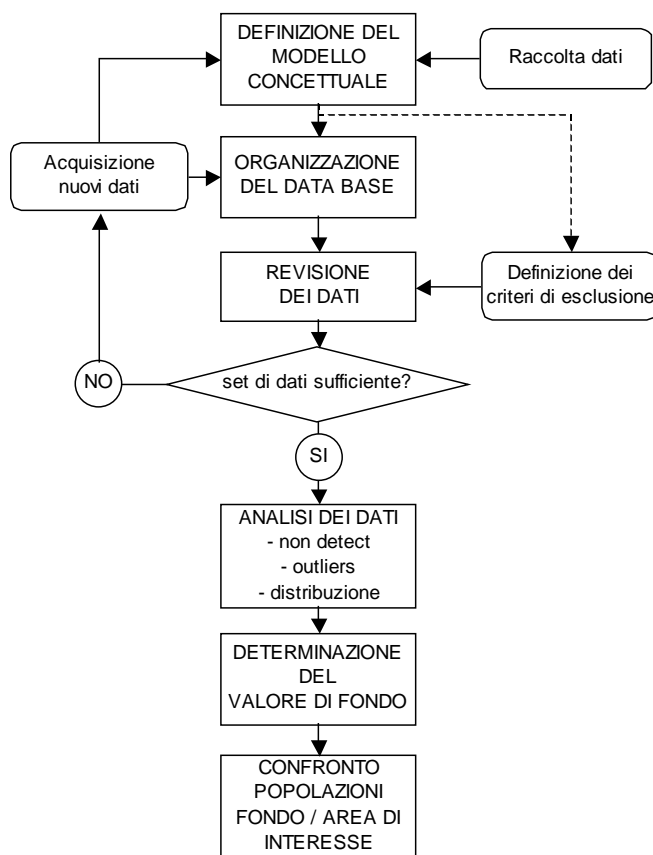 DEFINIZIONE DEL
MODELLO
CONCETTUALE
Raccolta dati
Acquisizione
nuovi dati
ORGANIZZAZIONE
DEL DATA BASE
REVISIONE
DEI DATI
Definizione dei
criteri di esclusione
NO
set di dati sufficiente?
SI
ANALISI DEI DATI
- non detect
- outliers
- distribuzione
DETERMINAZIONE
DEL
VALORE DI FONDO
CONFRONTO
POPOLAZIONI
FONDO / AREA DI
INTERESSE